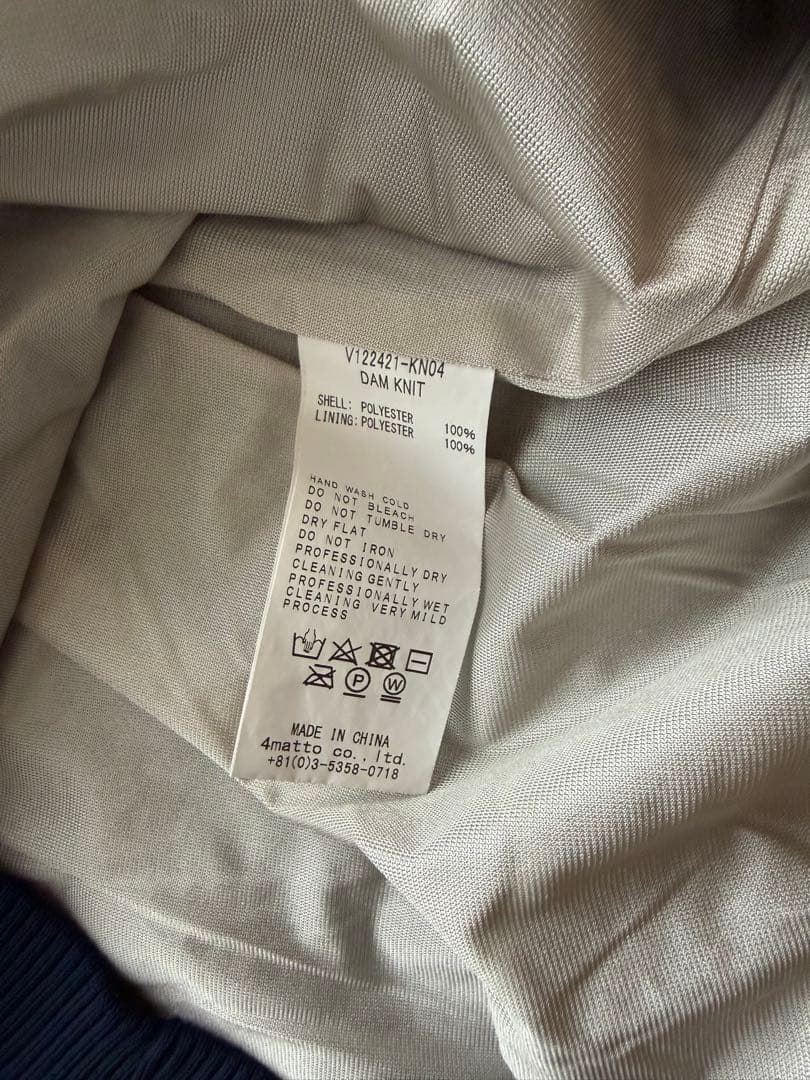 V122421-KN04
DAM KNIT
SHELL: POLYESTER 100%
LINING: POLYESTER 100%
HAND WASH COLD
DO NOT BLEACH
DO NOT TUMBLE DRY
DRY FLAT
DO NOT IRON
PROFESSIONALLY DRY
CLEANING GENTLY
PROFESSIONALLY WET
CLEANING VERY MILD
PROCESS
P W
MADE IN CHINA
4matto co., ltd.
+81(0)3-5358-0718